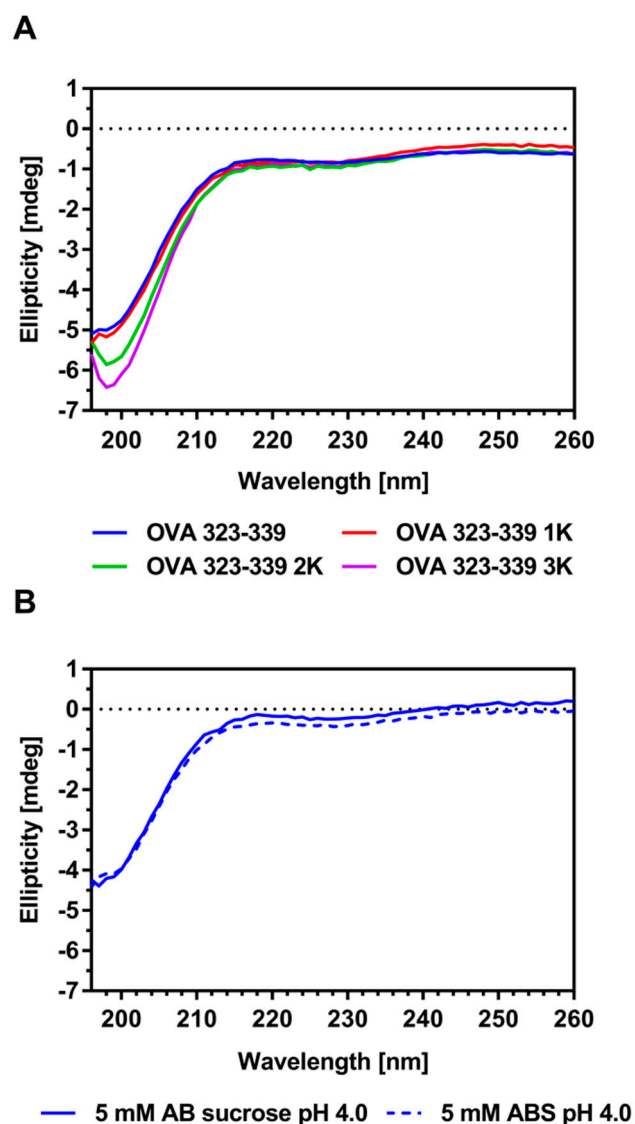 A
1
0
-1
-2
-3
-4
-5
-6
-7
Ellipticity [mdeg]
200 210 220 230 240 250 260
Wavelength [nm]
OVA 323-339 OVA 323-339 1K
OVA 323-339 2K OVA 323-339 3K
B
1
0
-1
-2
-3
-4
-5
-6
-7
Ellipticity [mdeg]
200 210 220 230 240 250 260
Wavelength [nm]
5 mM AB sucrose pH 4.0 5 mM ABS pH 4.0